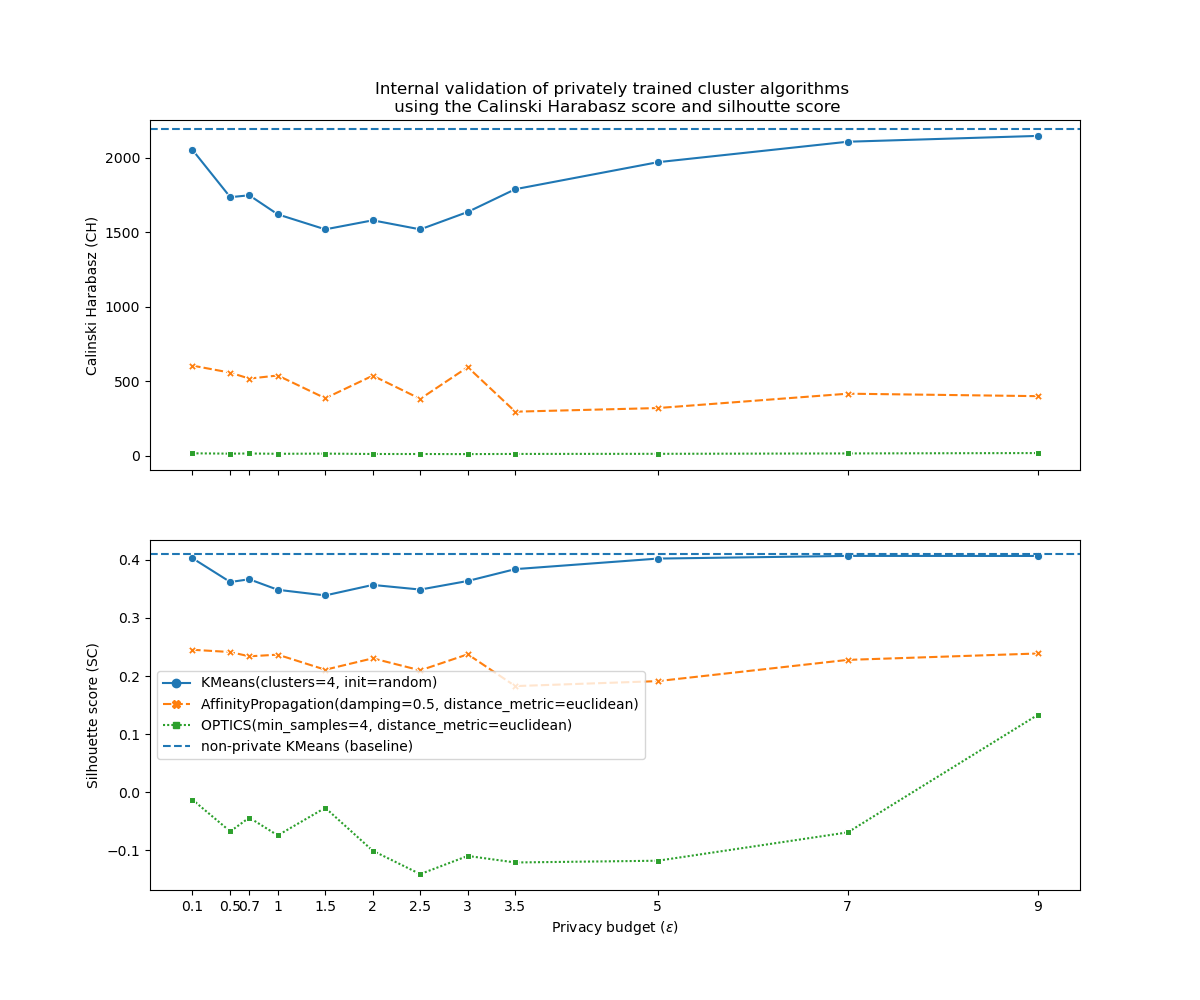 Internal validation of privately trained cluster algorithms
using the Calinski Harabasz score and silhoutte score
Calinski Harabasz (CH)
2000
1500
1000
500
0
Silhouette score (SC)
0.4
0.3
0.2
0.1
0.0
−0.1
KMeans(clusters=4, init=random)
AffinityPropagation(damping=0.5, distance_metric=euclidean)
OPTICS(min_samples=4, distance_metric=euclidean)
non-private KMeans (baseline)
0.1 0.5 0.7 1 1.5 2 2.5 3 3.5 5 7 9
Privacy budget (ε)